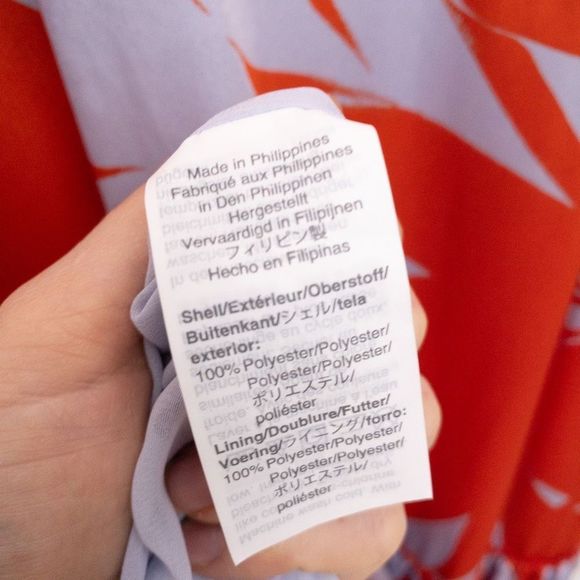 Made in Philippines
Fabriqué aux Philippines
in Den Philippinen
Hergestellt
Vervaardigd in Filipijnen
フィリピン製
Hecho en Filipinas
Shell/Extérieur/Oberstoff/
Buitenkant/シェル/tela
exterior:
100% Polyester/Polyester/
Polyester/Polyester/
ポリエステル/
poliéster
Lining/Doublure/Futter/
Voering/ライニング/forro:
100% Polyester/Polyester/
Polyester/Polyester/
ポリエステル/
poliéster